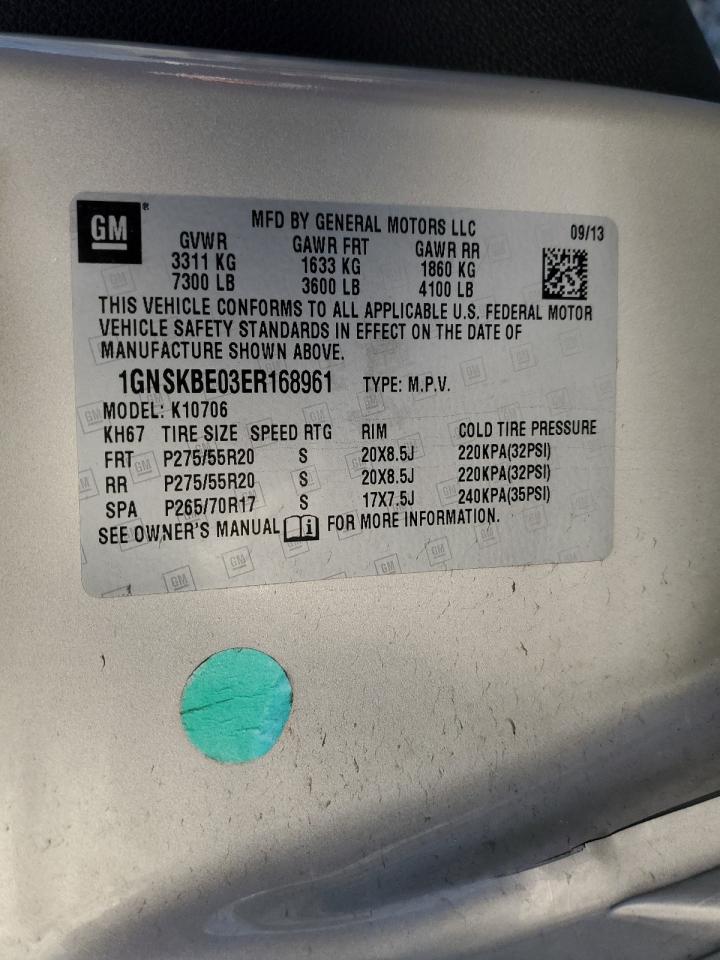 GM®
MFD BY GENERAL MOTORS LLC 09/13
GVWR GAWR FRT GAWR RR
3311 KG 1633 KG 1860 KG
7300 LB 3600 LB 4100 LB
THIS VEHICLE CONFORMS TO ALL APPLICABLE U.S. FEDERAL MOTOR
VEHICLE SAFETY STANDARDS IN EFFECT ON THE DATE OF
MANUFACTURE SHOWN ABOVE.
1GNSKBE03ER168961 TYPE: M.P.V.
MODEL: K10706
KH67 TIRE SIZE SPEED RTG RIM COLD TIRE PRESSURE
FRT P275/55R20 S 20X8.5J 220KPA(32PSI)
RR P275/55R20 S 20X8.5J 220KPA(32PSI)
SPA P265/70R17 S 17X7.5J 240KPA(35PSI)
SEE OWNER'S MANUAL FOR MORE INFORMATION.